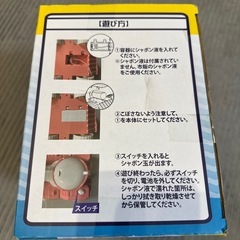 【遊び方】
①容器にシャボン液を入れて
ください。
※シャボン液は付属されていま
せん。市販のシャボン液
をご使用ください。
②こぼさないよう注意して、
①を本体にセットしてください。
③スイッチを入れると
シャボン玉が出ます。
④遊び終わったら、必ずスイッチ
を切り、電池を外してください。
シャボン液で濡れた箇所は、
しっかり拭き取り乾燥させて
から保管してください。
スイッチ